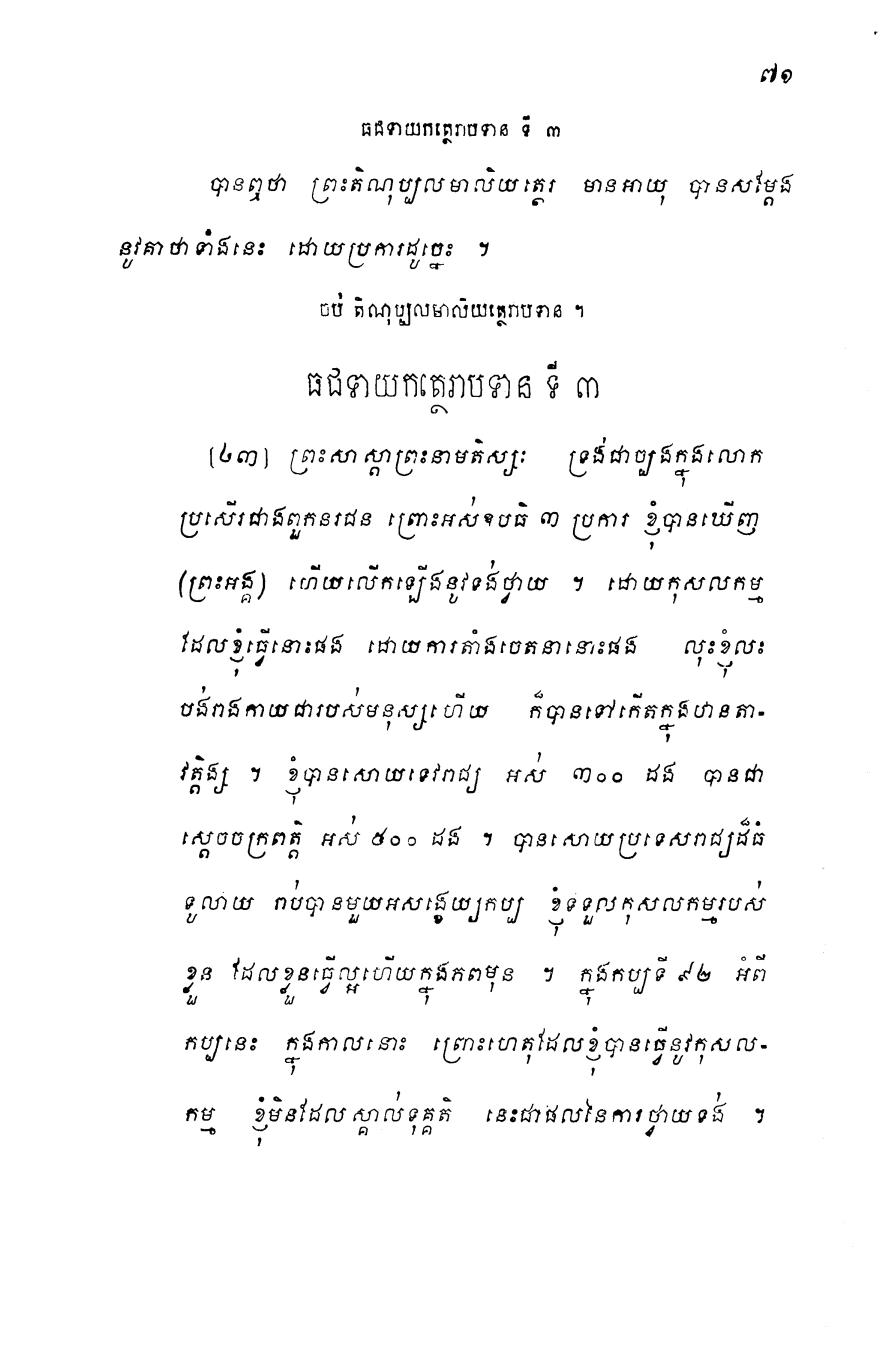 ៧១
ធជទាយកត្ថេរាបទាន ទី ៣
បានឮថា ព្រះតិណុប្បលមាលិយត្ថេរ មានអាយុ បានសម្ដែង
នូវគាថាទាំងនេះ ដោយប្រការដូច្នេះ ។
ចប់ តិណុប្បលមាលិយត្ថេរាបទាន ។
ធជទាយកត្ថេរាបទាន ទី ៣
[៤៣] ព្រះសាស្ដាព្រះនាមតិស្សៈ ទ្រង់ជាច្បងក្នុងលោក
ប្រសើរជាងពួកនរជន ព្រោះអស់ឧបធិ ៣ ប្រការ ខ្ញុំបានឃើញ
(ព្រះអង្គ) ហើយលើកឡើងនូវទង់ថ្វាយ ។ ដោយកុសលកម្ម
ដែលខ្ញុំធ្វើនោះផង ដោយការតាំងចេតនានោះផង លុះខ្ញុំលះ
បង់រាងកាយជារបស់មនុស្សហើយ ក៏បានទៅកើតក្នុងឋានតា-
វត្តិង្ស ។ ខ្ញុំបានសោយទេវរាជ្យ អស់ ៣០០ ដង បានជា
ស្ដេចចក្រពត្តិ អស់ ៥០០ ដង ។ បានសោយប្រទេសរាជ្យដ៏ធំ
ទូលាយ រាប់បានមួយអសង្ខេយ្យកប្ប ខ្ញុំទទួលកុសលកម្មរបស់
ខ្លួន ដែលខ្លួនធ្វើល្អហើយក្នុងភពមុន ។ ក្នុងកប្បទី ៩២ អំពី
កប្បនេះ ក្នុងកាលនោះ ព្រោះហេតុដែលខ្ញុំបានធ្វើនូវកុសល-
កម្ម ខ្ញុំមិនដែលស្គាល់ទុគ្គតិ នេះជាផលនៃការថ្វាយទង់ ។